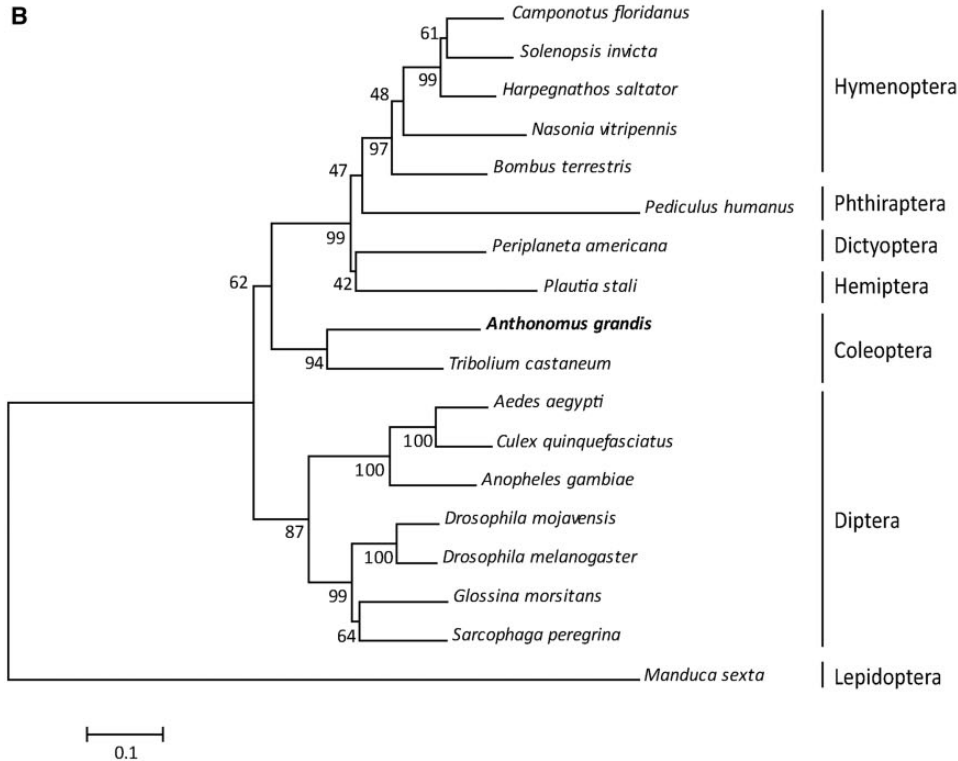 B
Camponotus floridanus
61
Solenopsis invicta
99
Harpegnathos saltator
Hymenoptera
48
Nasonia vitripennis
97
Bombus terrestris
47
Pediculus humanus
Phthiraptera
99
Periplaneta americana
Dictyoptera
42
Plautia stali
Hemiptera
62
Anthonomus grandis
94
Tribolium castaneum
Coleoptera
Aedes aegypti
100
Culex quinquefasciatus
100
Anopheles gambiae
87
Drosophila mojavensis
Diptera
100
Drosophila melanogaster
99
Glossina morsitans
64
Sarcophaga peregrina
Manduca sexta
Lepidoptera
0.1